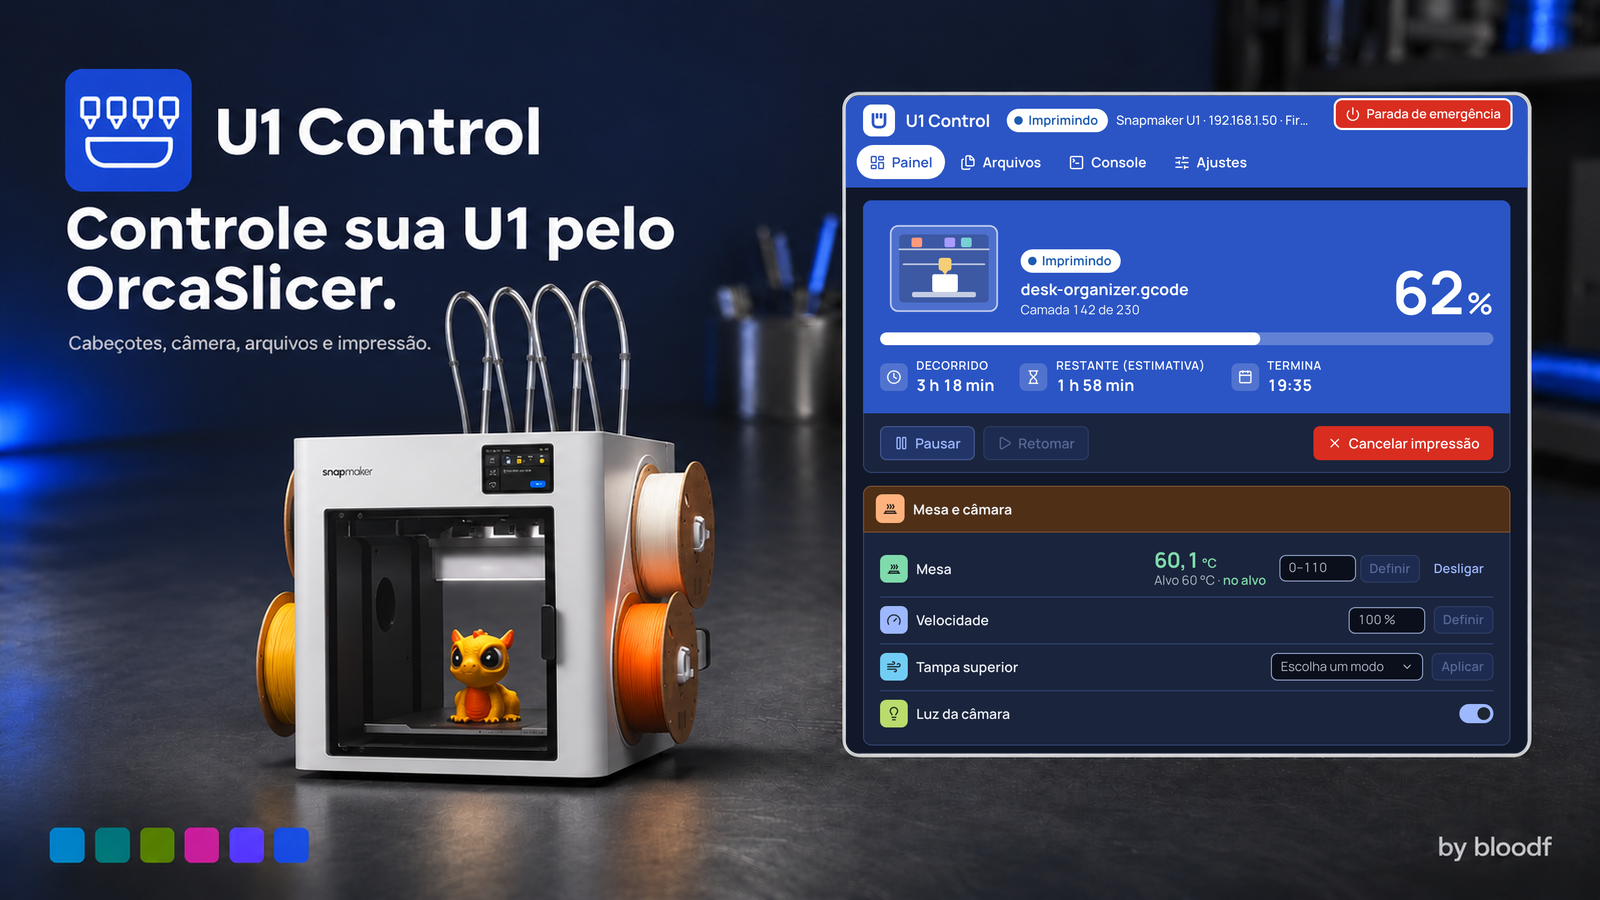 U1 Control
Controle sua U1 pelo
OrcaSlicer.
Cabeçotes, câmera, arquivos e impressão.
snapmaker
U1 Control
Imprimindo
Snapmaker U1 · 192.168.1.50 · Fir...
Parada de emergência
Painel
Arquivos
Console
Ajustes
Imprimindo
desk-organizer.gcode
Camada 142 de 230
62%
DECORRIDO
3 h 18 min
RESTANTE (ESTIMATIVA)
1 h 58 min
TERMINA
19:35
Pausar
Retomar
Cancelar impressão
Mesa e câmara
Mesa
60,1 °C
Alvo 60 °C · no alvo
0–110
Definir
Desligar
Velocidade
100 %
Definir
Tampa superior
Escolha um modo
Aplicar
Luz da câmara
by bloodf